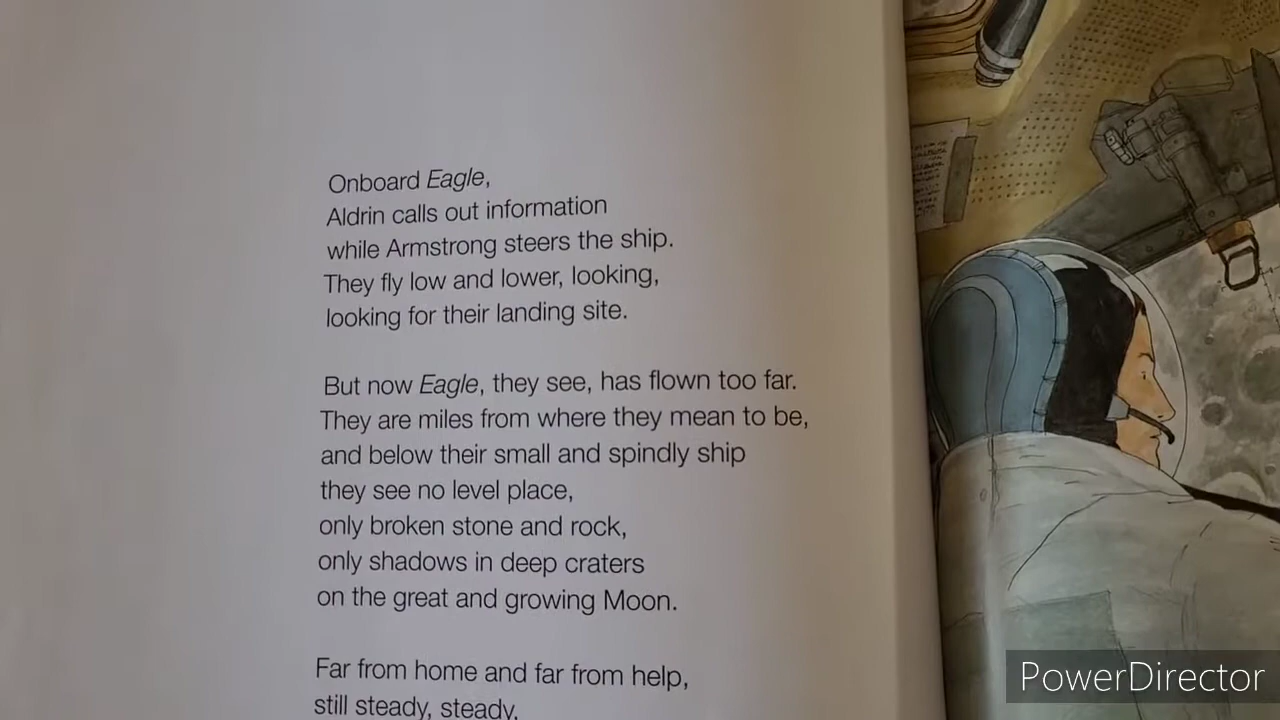 Onboard Eagle,
Aldrin calls out information
while Armstrong steers the ship.
They fly low and lower, looking,
looking for their landing site.
But now Eagle, they see, has flown too far.
They are miles from where they mean to be,
and below their small and spindly ship
they see no level place,
only broken stone and rock,
only shadows in deep craters
on the great and growing Moon.
Far from home and far from help,
still steady, steady,
PowerDirector